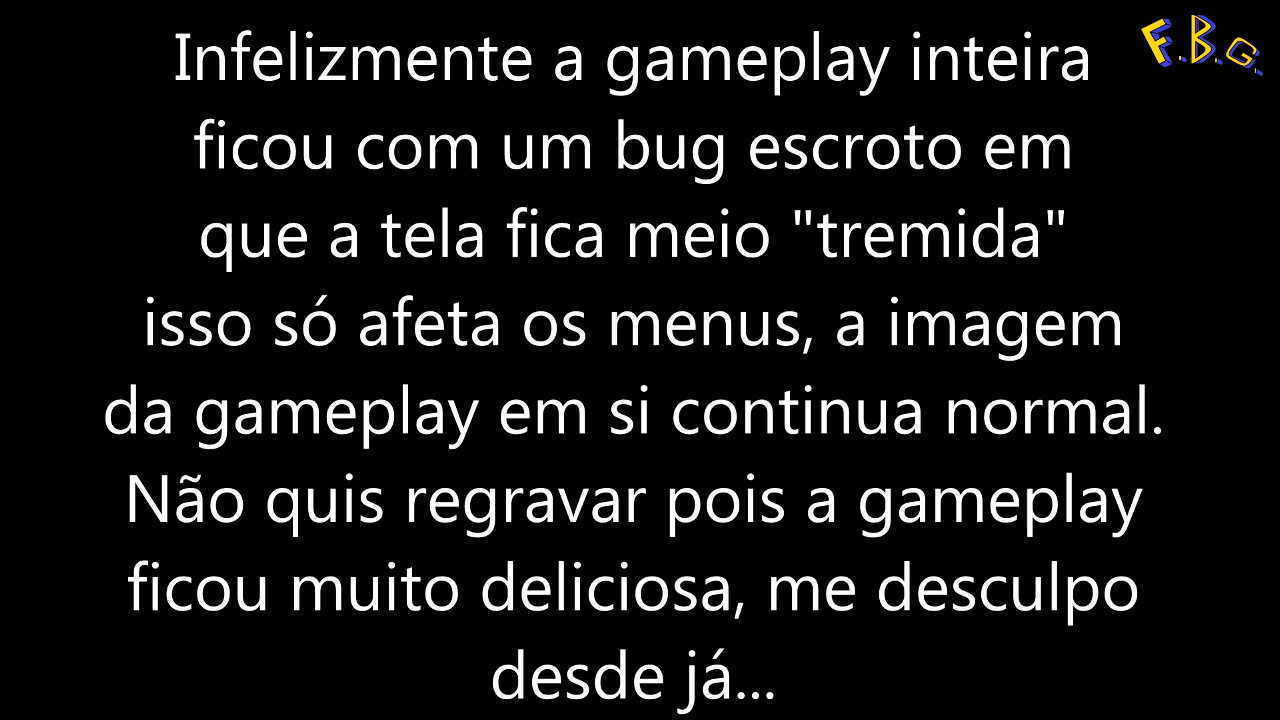 Infelizmente a gameplay inteira
F.B.G.
ficou com um bug escroto em
que a tela fica meio "tremida"
isso só afeta os menus, a imagem
da gameplay em si continua normal.
Não quis regravar pois a gameplay
ficou muito deliciosa, me desculpo
desde já...